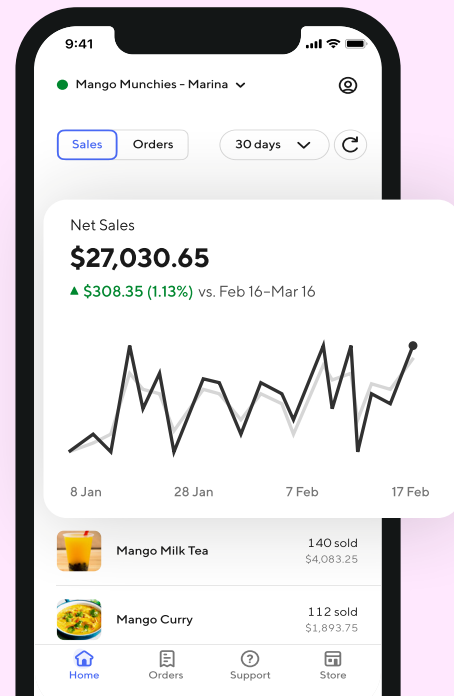 9:41
Mango Munchies - Marina
Sales Orders 30 days
Net Sales
$27,030.65
▲ $308.35 (1.13%) vs. Feb 16–Mar 16
8 Jan 28 Jan 7 Feb 17 Feb
Mango Milk Tea 140 sold
$4,083.25
Mango Curry 112 sold
$1,893.75
Home Orders Support Store